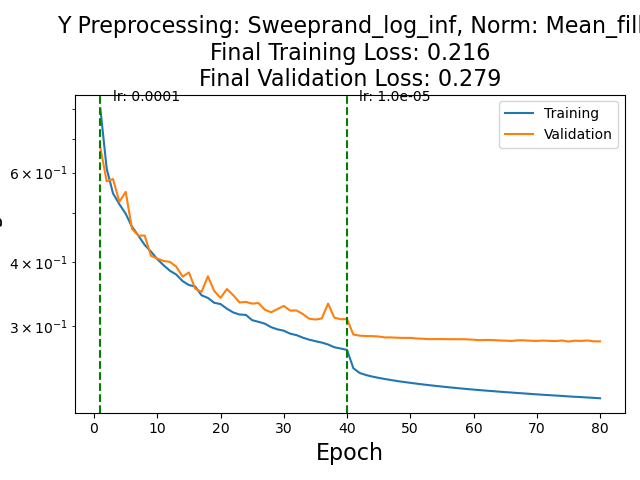 Y Preprocessing: Sweeprand_log_inf, Norm: Mean_fill
Final Training Loss: 0.216
Final Validation Loss: 0.279
lr: 0.0001
lr: 1.0e-05
Training
Validation
6 × 10⁻¹
4 × 10⁻¹
3 × 10⁻¹
0 10 20 30 40 50 60 70 80
Epoch